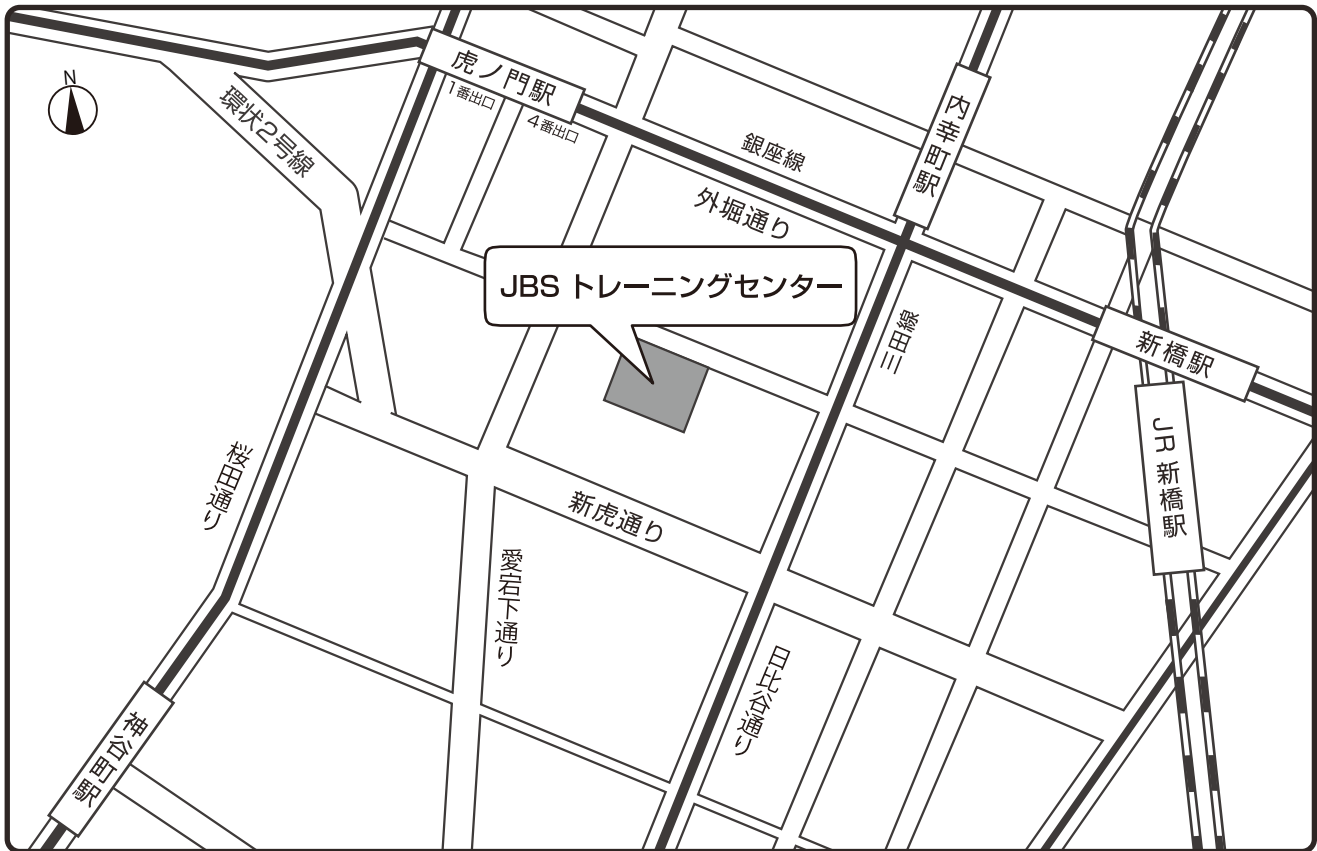 N
虎ノ門駅
1番出口
4番出口
環状2号線
内幸町駅
銀座線
外堀通り
JBS トレーニングセンター
三田線
新橋駅
JR 新橋駅
桜田通り
新虎通り
愛宕下通り
日比谷通り
神谷町駅